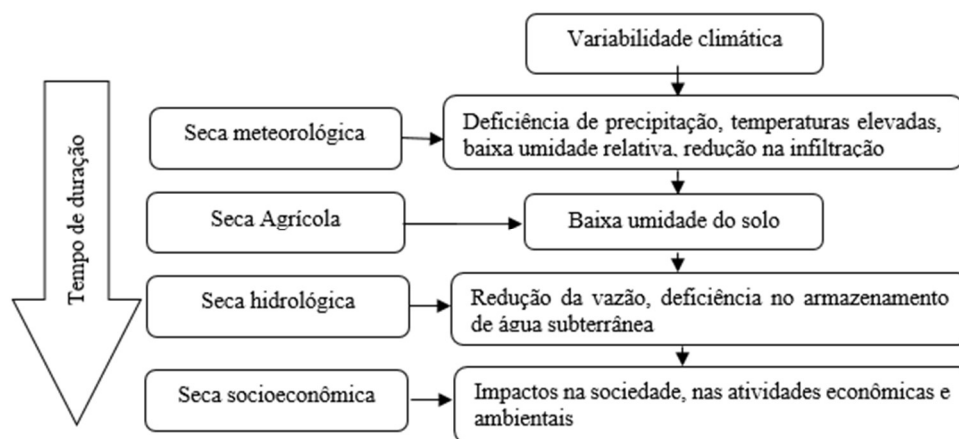 Variabilidade climática
Tempo de duração
Seca meteorológica
Deficiência de precipitação, temperaturas elevadas,
baixa umidade relativa, redução na infiltração
Seca Agrícola
Baixa umidade do solo
Seca hidrológica
Redução da vazão, deficiência no armazenamento
de água subterrânea
Seca socioeconômica
Impactos na sociedade, nas atividades econômicas e
ambientais